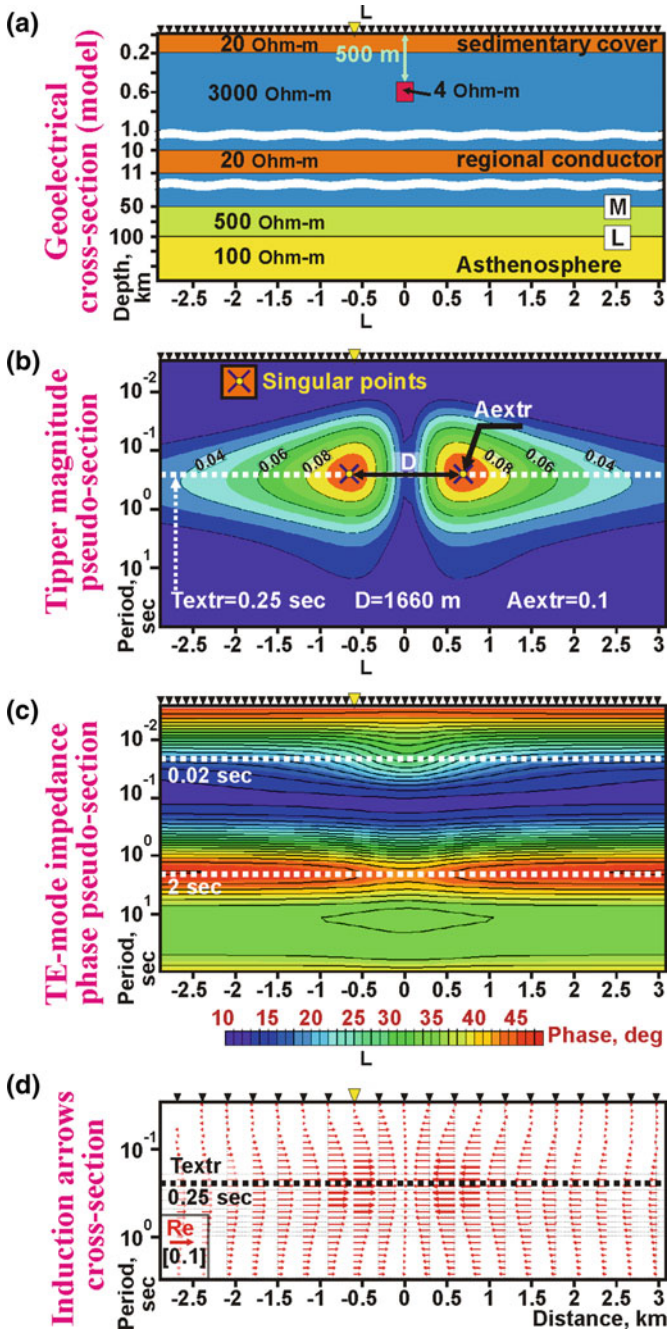 L
(a)
Geoelectrical
cross-section (model)
20 Ohm-m
sedimentary cover
500 m
3000 Ohm-m
4 Ohm-m
20 Ohm-m
regional conductor
500 Ohm-m
M
L
100 Ohm-m
Asthenosphere
0.2
0.6
1.0
10
11
50
100
Depth,
km
-2.5 -2 -1.5 -1 -0.5 0 0.5 1 1.5 2 2.5 3
L
(b)
Tipper magnitude
pseudo-section
Singular points
Aextr
D
0.04
0.06
0.08
0.08
0.06
0.04
Textr=0.25 sec D=1660 m Aextr=0.1
10-2
10-1
100
101
Period,
sec
-2.5 -2 -1.5 -1 -0.5 0 0.5 1 1.5 2 2.5 3
L
(c)
TE-mode impedance
phase pseudo-section
0.02 sec
2 sec
10-2
10-1
100
101
Period,
sec
-2.5 -2 -1.5 -1 -0.5 0 0.5 1 1.5 2 2.5 3
10 15 20 25 30 35 40 45
Phase, deg
L
(d)
Induction arrows
cross-section
Textr
0.25 sec
Re
[0.1]
10-1
100
Period,
sec
Distance, km
-2.5 -2 -1.5 -1 -0.5 0 0.5 1 1.5 2 2.5 3